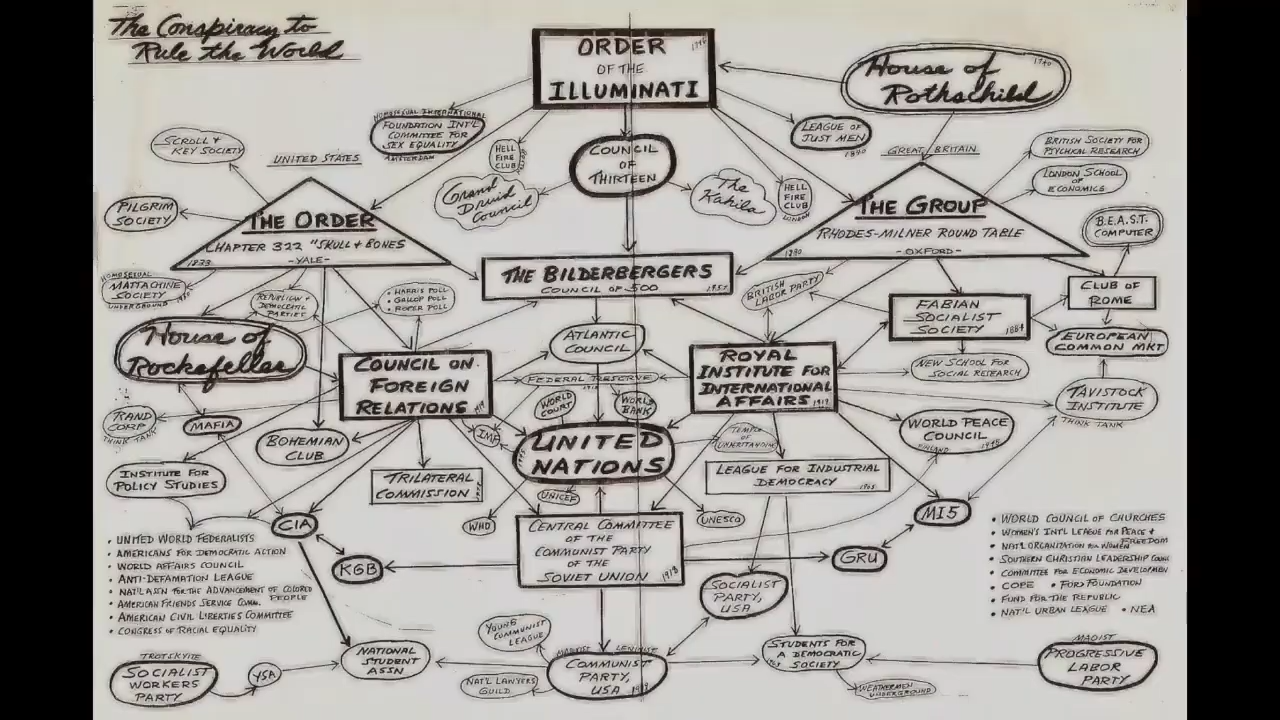 The Conspiracy to
Rule the World
ORDER
OF THE
ILLUMINATI
House of
Rothschild
HOMOSEXUAL INTERNATIONAL
FOUNDATION INT'L
COMMITTEE FOR
SEX EQUALITY
AMSTERDAM
HELL
FIRE
CLUB
COUNCIL
OF
THIRTEEN
LEAGUE OF
JUST MEN
1840
SCROLL &
KEY SOCIETY
UNITED STATES
GREAT BRITAIN
BRITISH SOCIETY FOR
PSYCHICAL RESEARCH
LONDON SCHOOL
OF
ECONOMICS
Grand
Druid
Council
The
Kahila
HELL
FIRE
CLUB
LONDON
PILGRIM
SOCIETY
THE ORDER
CHAPTER 322 "SKULL & BONES
-YALE-
1833
THE GROUP
RHODES-MILNER ROUND TABLE
-OXFORD-
B.E.A.S.T.
COMPUTER
THE BILDERBERGERS
COUNCIL OF 500
HOMOSEXUAL
MATTACHINE
SOCIETY
UNDERGROUND
REPUBLICAN &
DEMOCRATIC
PARTIES
• HARRIS POLL
• GALLOP POLL
• ROPER POLL
BRITISH
LABOR PARTY
CLUB OF
ROME
FABIAN
SOCIALIST
SOCIETY
1884
House of
Rockefeller
ATLANTIC
COUNCIL
EUROPEAN
COMMON MKT
COUNCIL ON
FOREIGN
RELATIONS
FEDERAL RESERVE
ROYAL
INSTITUTE FOR
INTERNATIONAL
AFFAIRS
NEW SCHOOL FOR
SOCIAL RESEARCH
TAVISTOCK
INSTITUTE
THINK TANK
WORLD
COURT
WORLD
BANK
RAND
CORP
THINK TANK
MAFIA
BOHEMIAN
CLUB
IMF
UNITED
NATIONS
TEMPLE
OF
UNDERSTANDING
WORLD PEACE
COUNCIL
FINLAND
INSTITUTE FOR
POLICY STUDIES
TRILATERAL
COMMISSION
UNICEF
LEAGUE FOR INDUSTRIAL
DEMOCRACY
1905
CIA
WHO
UNESCO
MI5
CENTRAL COMMITTEE
OF THE
COMMUNIST PARTY
OF THE
SOVIET UNION
KGB
GRU
• UNITED WORLD FEDERALISTS
• AMERICANS FOR DEMOCRATIC ACTION
• WORLD AFFAIRS COUNCIL
• ANTI-DEFAMATION LEAGUE
• NAT'L ASSN FOR THE ADVANCEMENT OF COLORED
PEOPLE
• AMERICAN FRIENDS SERVICE COMM.
• AMERICAN CIVIL LIBERTIES COMMITTEE
• CONGRESS OF RACIAL EQUALITY
• WORLD COUNCIL OF CHURCHES
• WOMEN'S INT'L LEAGUE FOR PEACE &
FREEDOM
• NAT'L ORGANIZATION FOR WOMEN
• SOUTHERN CHRISTIAN LEADERSHIP COUNC
• COMMITTEE FOR ECONOMIC DEVELOPMEN
• COPE • FORD FOUNDATION
• FUND FOR THE REPUBLIC
• NAT'L URBAN LEAGUE • NEA
SOCIALIST
PARTY,
USA
YOUNG
COMMUNIST
LEAGUE
NATIONAL
STUDENT
ASSN
MARXIST LENINIST
COMMUNIST
PARTY,
USA
NAT'L LAWYERS
GUILD
STUDENTS FOR
A DEMOCRATIC
SOCIETY
WEATHERMEN
UNDERGROUND
TROTSKYITE
SOCIALIST
WORKERS
PARTY
YSA
MAOIST
PROGRESSIVE
LABOR
PARTY